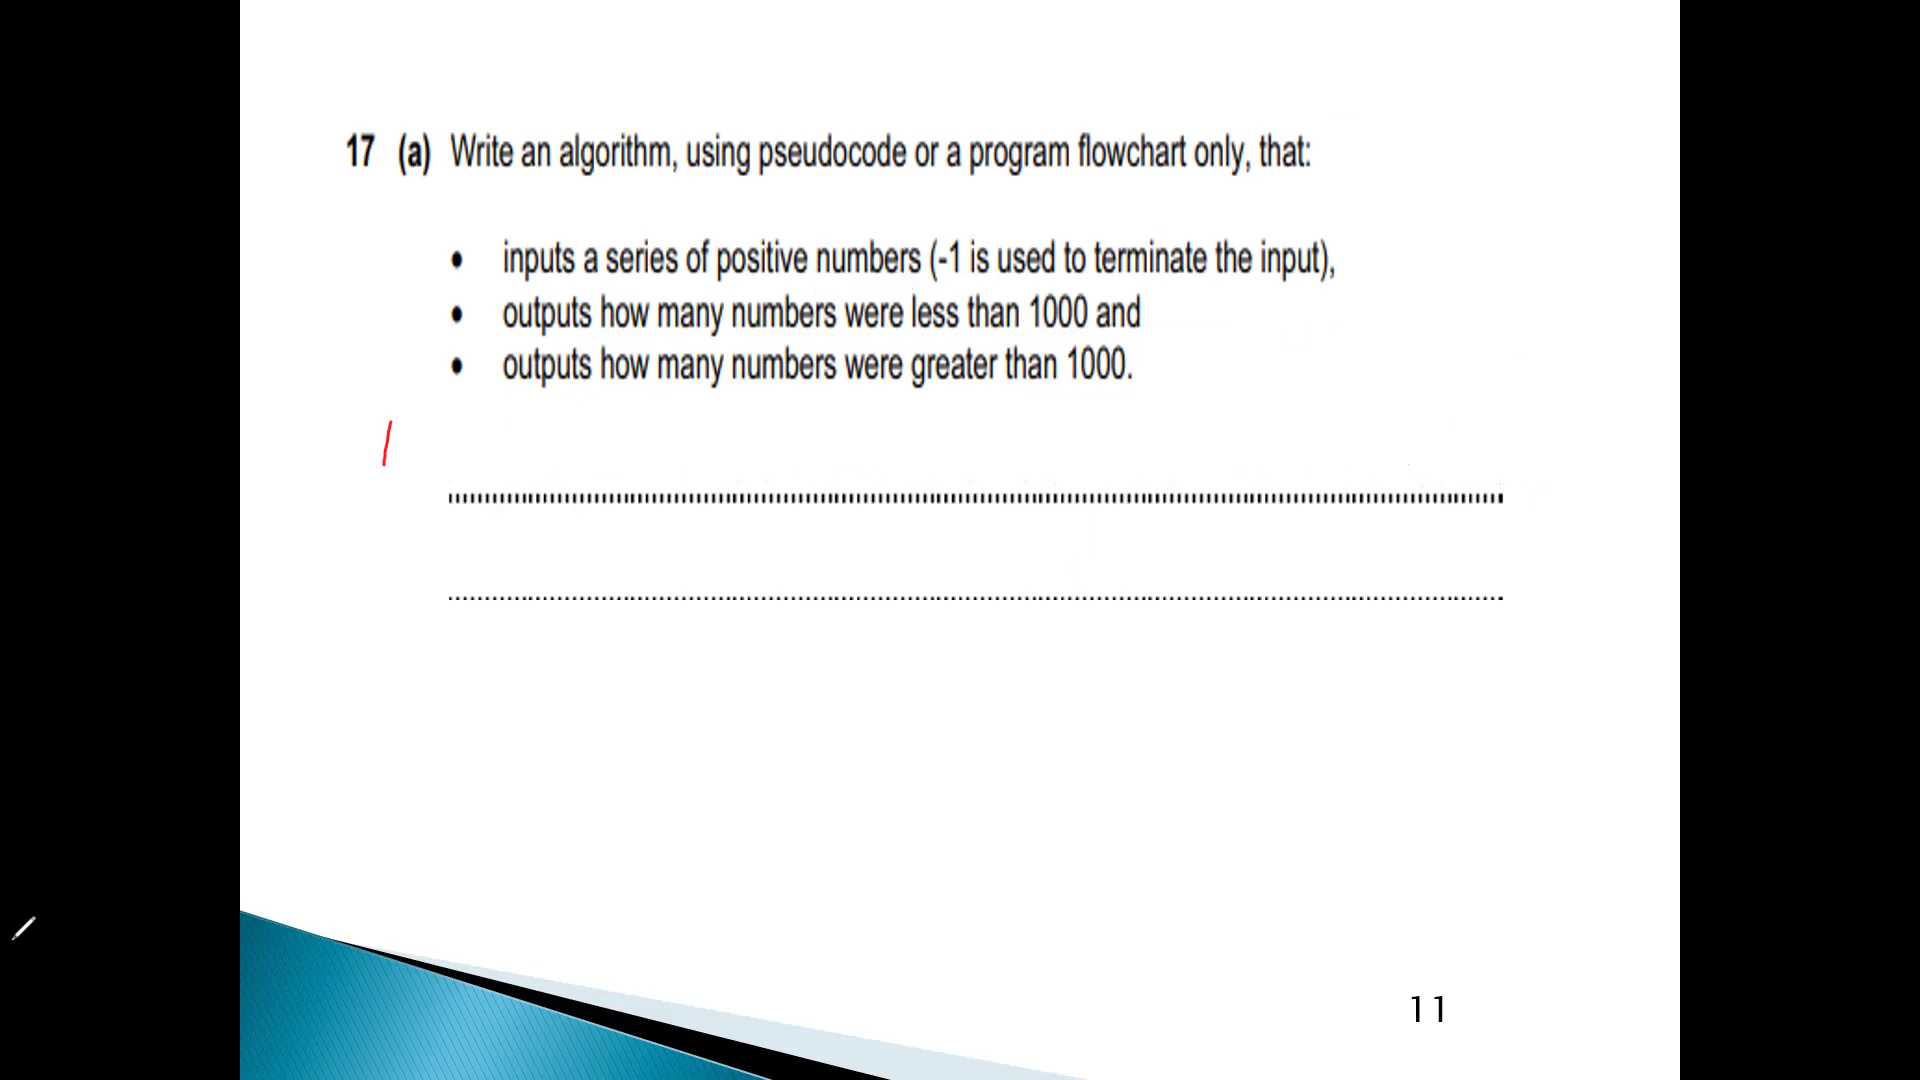 17 (a) Write an algorithm, using pseudocode or a program flowchart only, that:
• inputs a series of positive numbers (-1 is used to terminate the input),
• outputs how many numbers were less than 1000 and
• outputs how many numbers were greater than 1000.
11